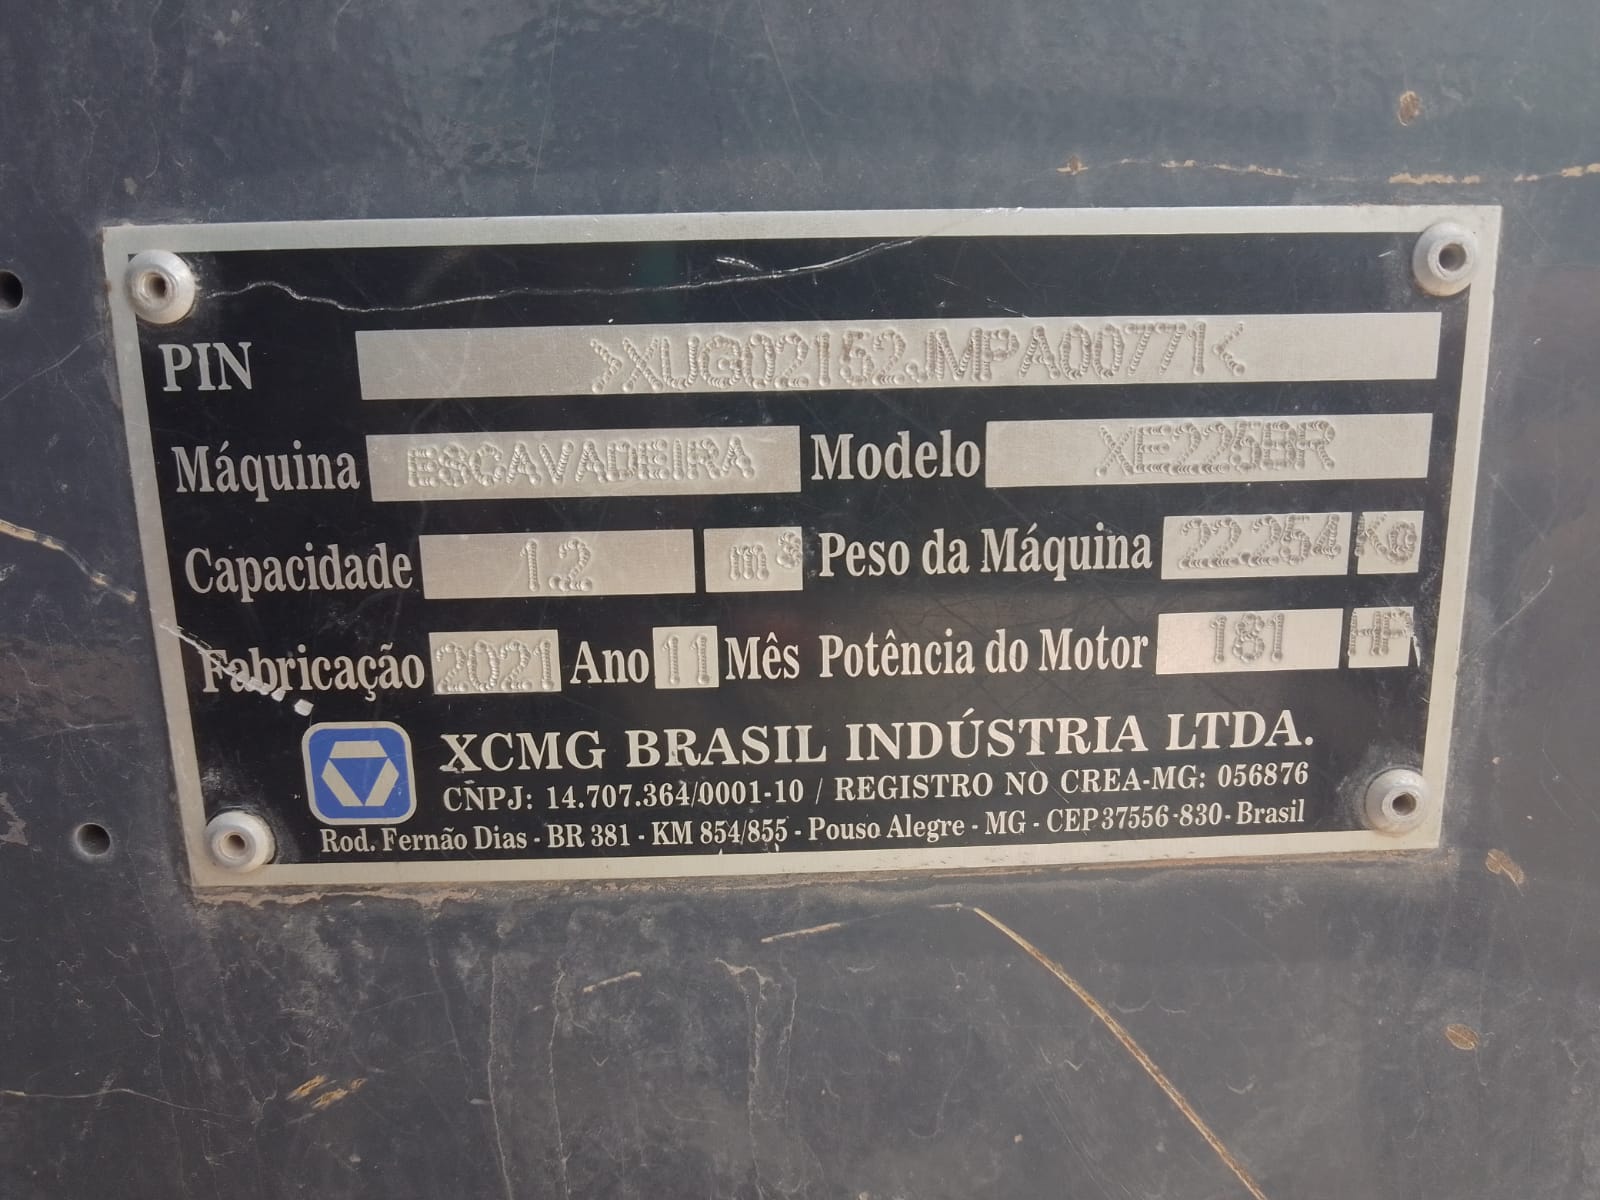 PIN >XUG02152JMPA00771<
Máquina ESCAVADEIRA Modelo XE225BR
Capacidade 1.2 m³ Peso da Máquina 22.254 KG
Fabricação 2021 Ano 11 Mês Potência do Motor 181 HP
XCMG BRASIL INDÚSTRIA LTDA.
CNPJ: 14.707.364/0001-10 / REGISTRO NO CREA-MG: 056876
Rod. Fernão Dias - BR 381 - KM 854/855 - Pouso Alegre - MG - CEP 37556-830 - Brasil